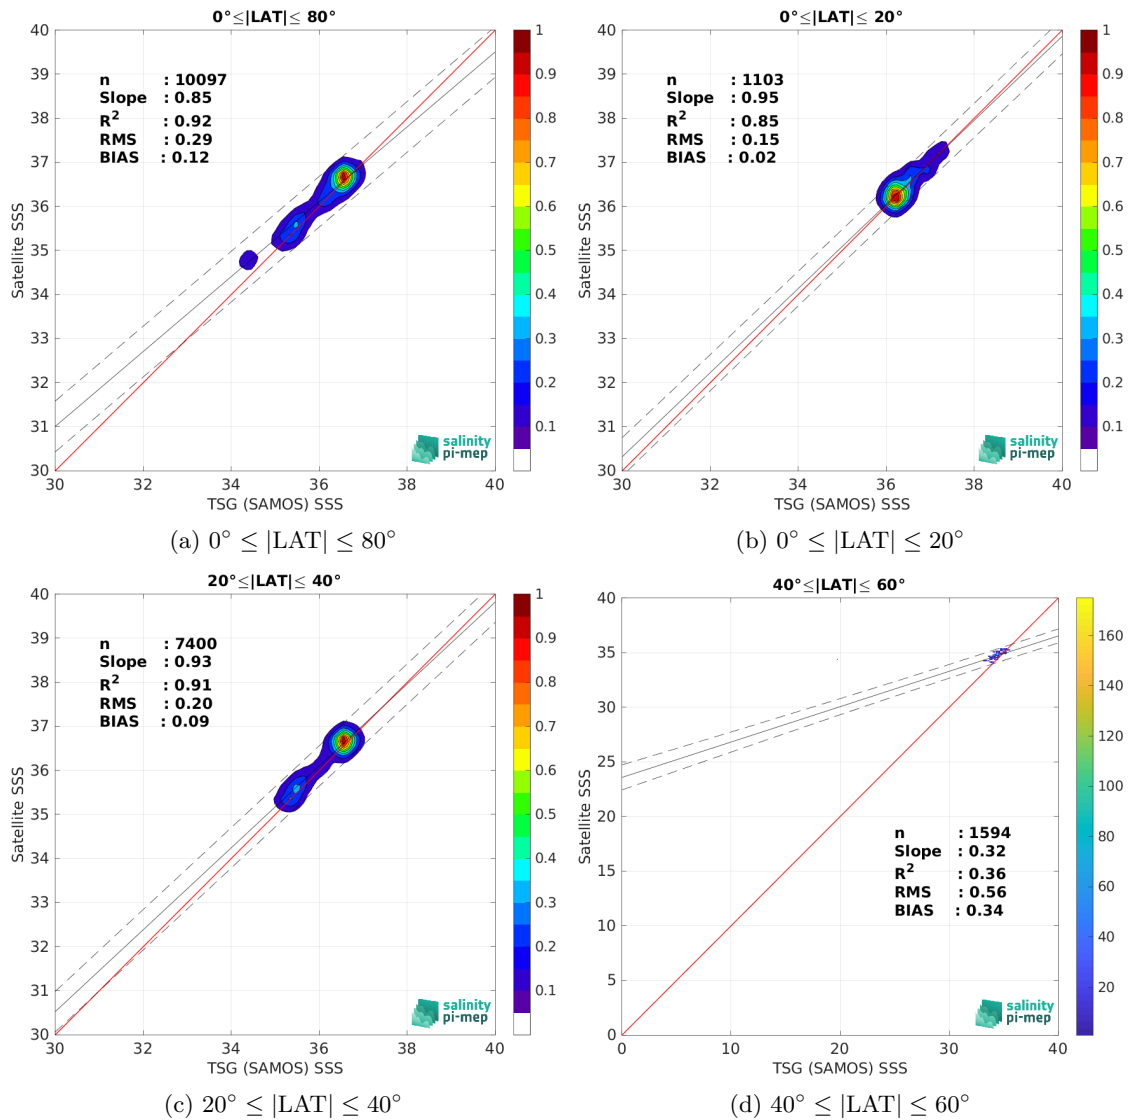 0°≤|LAT|≤ 80°
40
39
38
37
36
35
34
33
32
31
30
30 32 34 36 38 40
Satellite SSS
TSG (SAMOS) SSS
n : 10097
Slope : 0.85
R2 : 0.92
RMS : 0.29
BIAS : 0.12
1
0.9
0.8
0.7
0.6
0.5
0.4
0.3
0.2
0.1
salinity
pi-mep
(a) 0° ≤ |LAT| ≤ 80°
0°≤|LAT|≤ 20°
40
39
38
37
36
35
34
33
32
31
30
30 32 34 36 38 40
Satellite SSS
TSG (SAMOS) SSS
n : 1103
Slope : 0.95
R2 : 0.85
RMS : 0.15
BIAS : 0.02
1
0.9
0.8
0.7
0.6
0.5
0.4
0.3
0.2
0.1
salinity
pi-mep
(b) 0° ≤ |LAT| ≤ 20°
20°≤|LAT|≤ 40°
40
39
38
37
36
35
34
33
32
31
30
30 32 34 36 38 40
Satellite SSS
TSG (SAMOS) SSS
n : 7400
Slope : 0.93
R2 : 0.91
RMS : 0.20
BIAS : 0.09
1
0.9
0.8
0.7
0.6
0.5
0.4
0.3
0.2
0.1
salinity
pi-mep
(c) 20° ≤ |LAT| ≤ 40°
40°≤|LAT|≤ 60°
40
35
30
25
20
15
10
5
0
0 10 20 30 40
Satellite SSS
TSG (SAMOS) SSS
n : 1594
Slope : 0.32
R2 : 0.36
RMS : 0.56
BIAS : 0.34
160
140
120
100
80
60
40
20
salinity
pi-mep
(d) 40° ≤ |LAT| ≤ 60°